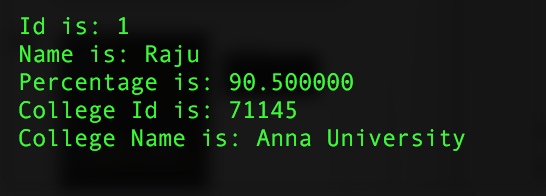 Id is: 1
Name is: Raju
Percentage is: 90.500000
College Id is: 71145
College Name is: Anna University